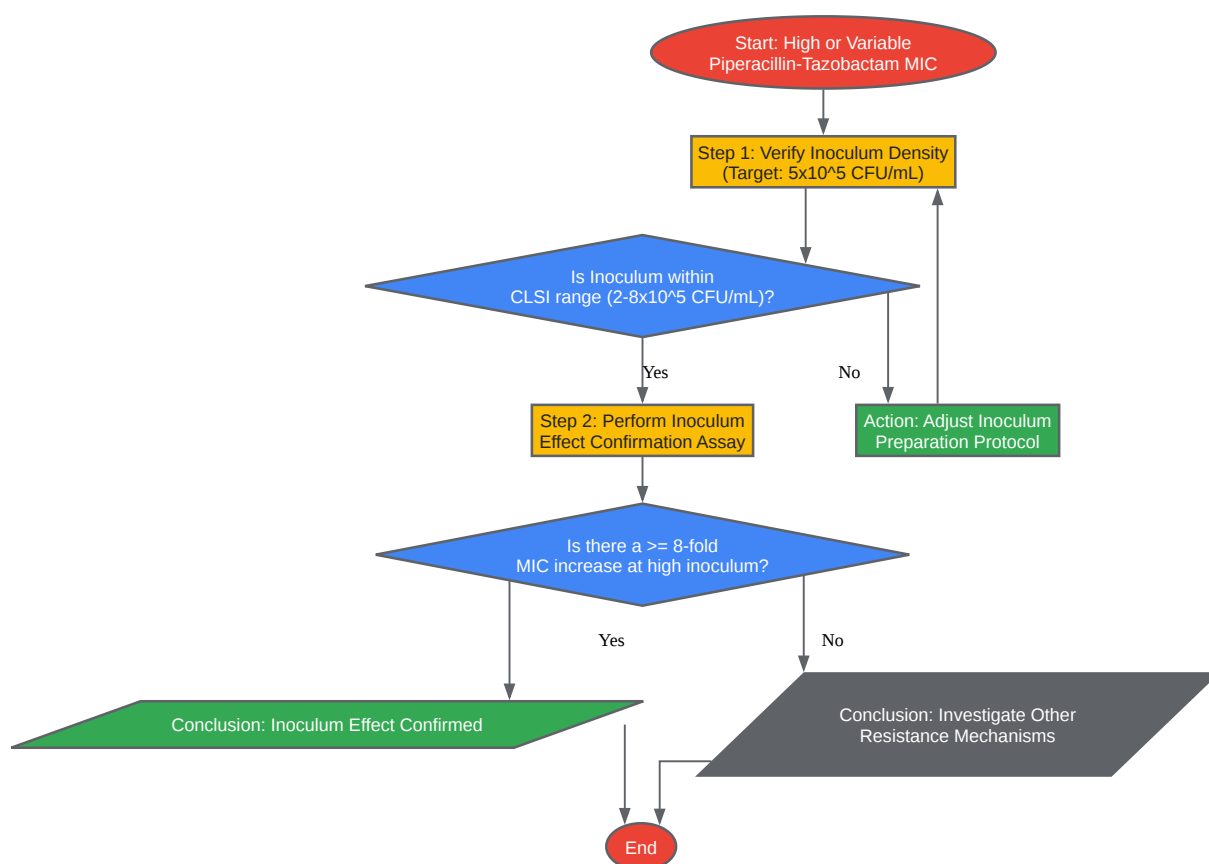 Start: High or Variable
Piperacillin-Tazobactam MIC
Step 1: Verify Inoculum Density
(Target: 5x10^5 CFU/mL)
Is Inoculum within
CLSI range (2-8x10^5 CFU/mL)?
Yes
No
Step 2: Perform Inoculum
Effect Confirmation Assay
Action: Adjust Inoculum
Preparation Protocol
Is there a >= 8-fold
MIC increase at high inoculum?
Yes
No
Conclusion: Inoculum Effect Confirmed
Conclusion: Investigate Other
Resistance Mechanisms
End